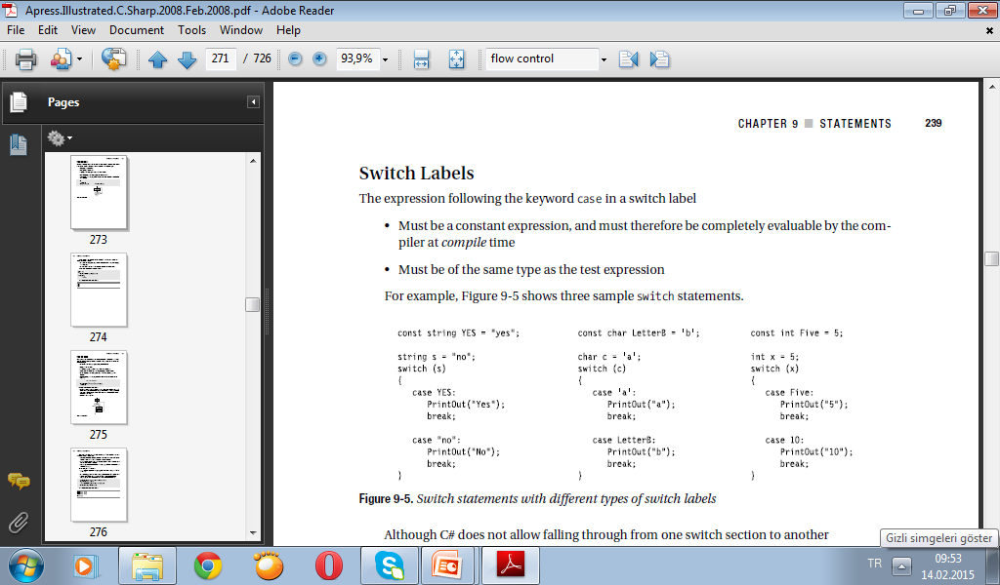 Apress.Illustrated.C.Sharp.2008.Feb.2008.pdf - Adobe Reader
File Edit View Document Tools Window Help
271 / 726 93,9% flow control
Pages
273
274
275
276
CHAPTER 9 ■ STATEMENTS 239
Switch Labels
The expression following the keyword case in a switch label
• Must be a constant expression, and must therefore be completely evaluable by the com-
piler at compile time
• Must be of the same type as the test expression
For example, Figure 9-5 shows three sample switch statements.
const string YES = "yes"; const char LetterB = 'b'; const int Five = 5;
string s = "no"; char c = 'a'; int x = 5;
switch (s) switch (c) switch (x)
{ { {
case YES: case 'a': case Five:
PrintOut("Yes"); PrintOut("a"); PrintOut("5");
break; break; break;
case "no": case LetterB: case 10:
PrintOut("No"); PrintOut("b"); PrintOut("10");
break; break; break;
} } }
Figure 9-5. Switch statements with different types of switch labels
Although C# does not allow falling through from one switch section to another
Gizli simgeleri göster
TR 09:53
14.02.2015